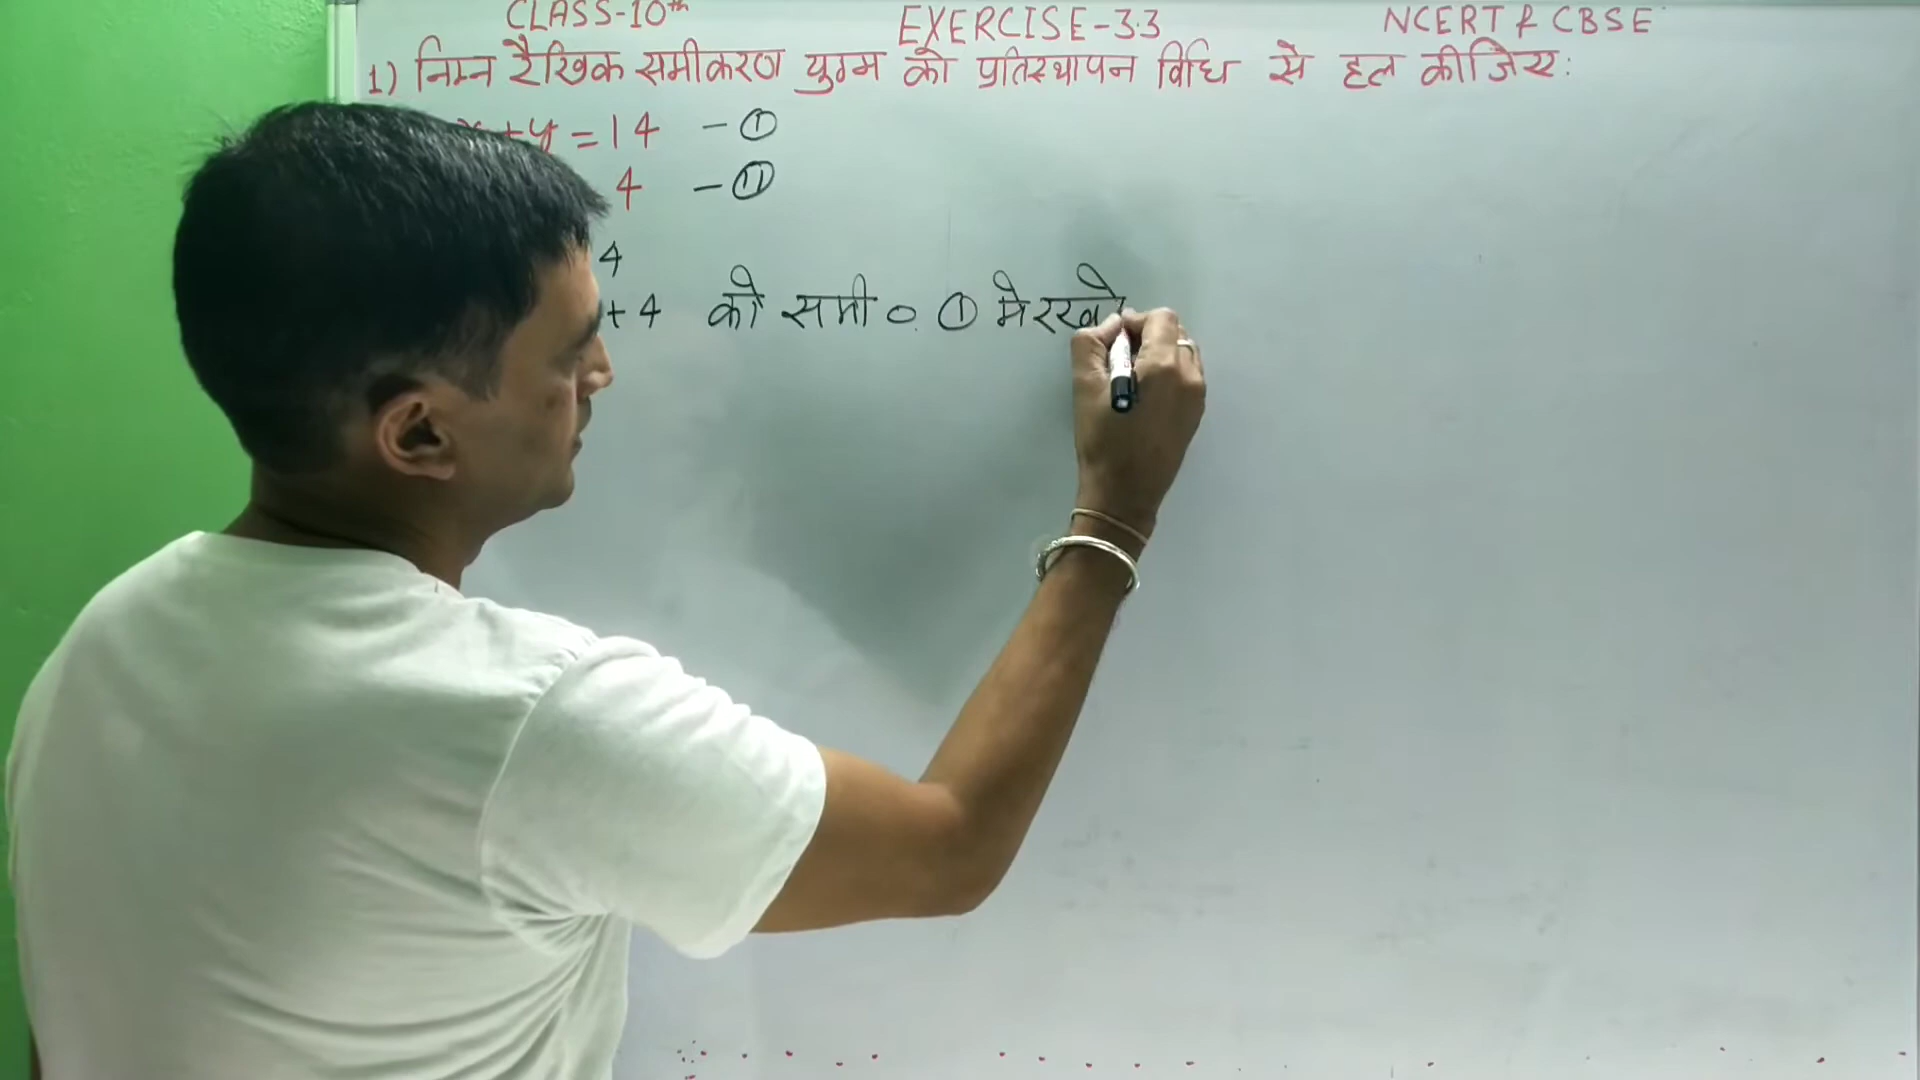 CLASS-10th EXERCISE-3.3 NCERT & CBSE
1) निम्न रैखिक समीकरण युग्म को प्रतिस्थापन विधि से हल कीजिए:
x+y=14 - ①
4 - ⑪
4
+4 को समी० ① मे रखने